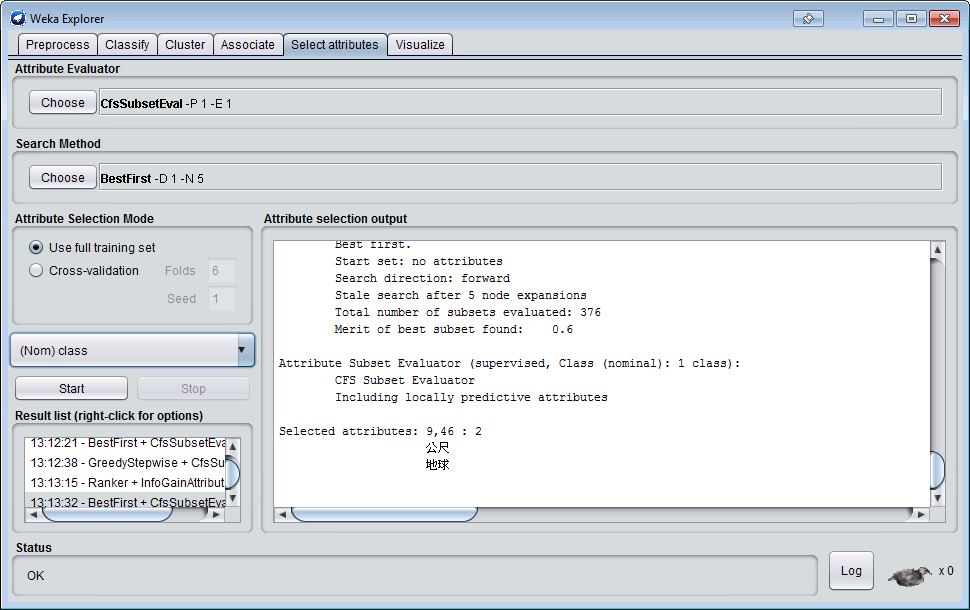 Weka Explorer
Preprocess Classify Cluster Associate Select attributes Visualize
Attribute Evaluator
Choose CfsSubsetEval -P 1 -E 1
Search Method
Choose BestFirst -D 1 -N 5
Attribute Selection Mode
Use full training set
Cross-validation Folds 6
Seed 1
(Nom) class
Start Stop
Result list (right-click for options)
13:12:21 - BestFirst + CfsSubsetEva
13:12:38 - GreedyStepwise + CfsSu
13:13:15 - Ranker + InfoGainAttribut
13:13:32 - BestFirst + CfsSubsetEva
Attribute selection output
Best first.
Start set: no attributes
Search direction: forward
Stale search after 5 node expansions
Total number of subsets evaluated: 376
Merit of best subset found: 0.6
Attribute Subset Evaluator (supervised, Class (nominal): 1 class):
CFS Subset Evaluator
Including locally predictive attributes
Selected attributes: 9,46 : 2
公尺
地球
Status
OK
Log x 0